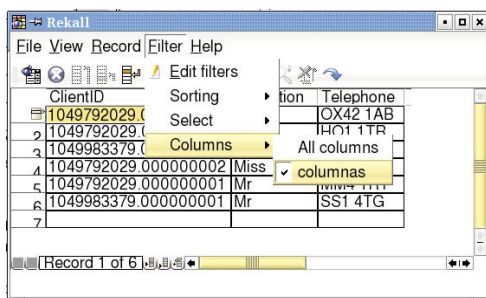 Rekall
File View Record Filter Help
Edit filters
Sorting
Select
Columns
All columns
columnas
ClientID Telephone
1049792029. OX42 1AB
2 1049792029.0 HO1 1TR
3 1049983379.0
4 1049792029.000000002 Miss
5 1049792029.000000001 Mr
6 1049983379.000000001 Mr SS1 4TG
7
Record 1 of 6